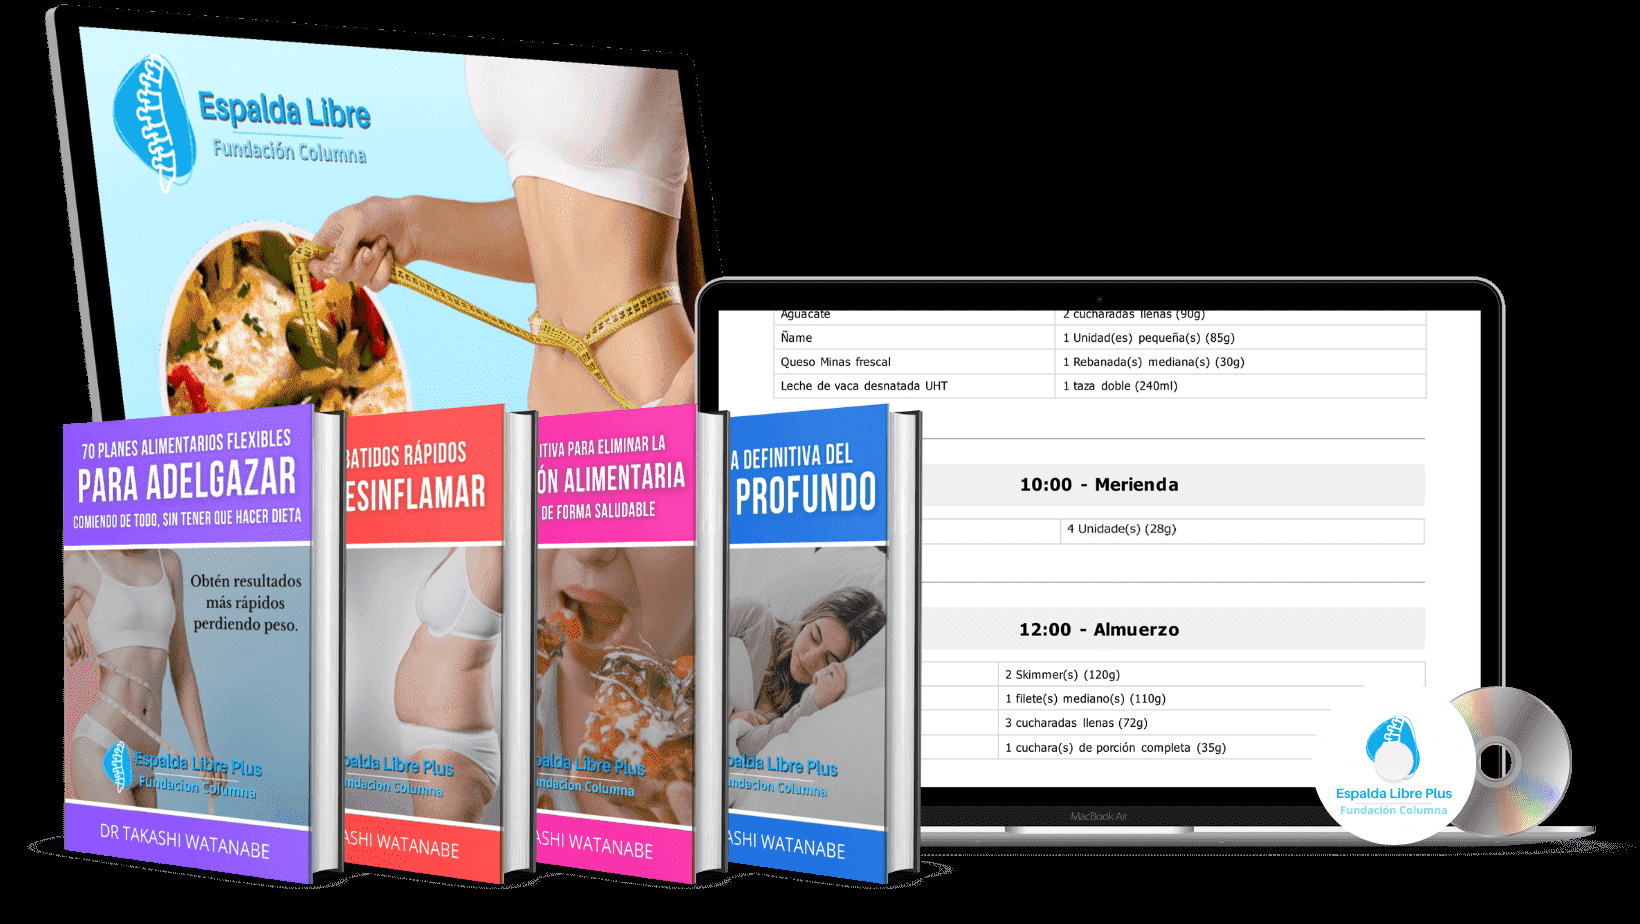 Espalda Libre
Fundación Columna
Aguacate 2 cucharadas llenas (90g)
Ñame 1 Unidad(es) pequeña(s) (85g)
Queso Minas frescal 1 Rebanada(s) mediana(s) (30g)
Leche de vaca desnatada UHT 1 taza doble (240ml)
10:00 - Merienda
4 Unidade(s) (28g)
12:00 - Almuerzo
2 Skimmer(s) (120g)
1 filete(s) mediano(s) (110g)
3 cucharadas llenas (72g)
1 cuchara(s) de porción completa (35g)
MacBook Air
Espalda Libre Plus
Fundación Columna
70 PLANES ALIMENTARIOS FLEXIBLES
PARA ADELGAZAR
COMIENDO DE TODO, SIN TENER QUE HACER DIETA
Obtén resultados
más rápidos
perdiendo peso.
Espalda Libre Plus
Fundación Columna
DR TAKASHI WATANABE
BATIDOS RÁPIDOS
ESINFLAMAR
palda Libre Plus
undación Columna
ASHI WATANABE
ITIVA PARA ELIMINAR LA
ÓN ALIMENTARIA
DE FORMA SALUDABLE
palda Libre Plus
undación Columna
ASHI WATANABE
A DEFINITIVA DEL
PROFUNDO
palda Libre Plus
undación Columna
ASHI WATANABE